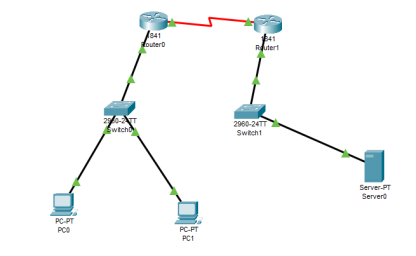 1841
Router0
1841
Router1
2960-24TT
Switch0
2960-24TT
Switch1
PC-PT
PC0
PC-PT
PC1
Server-PT
Server0